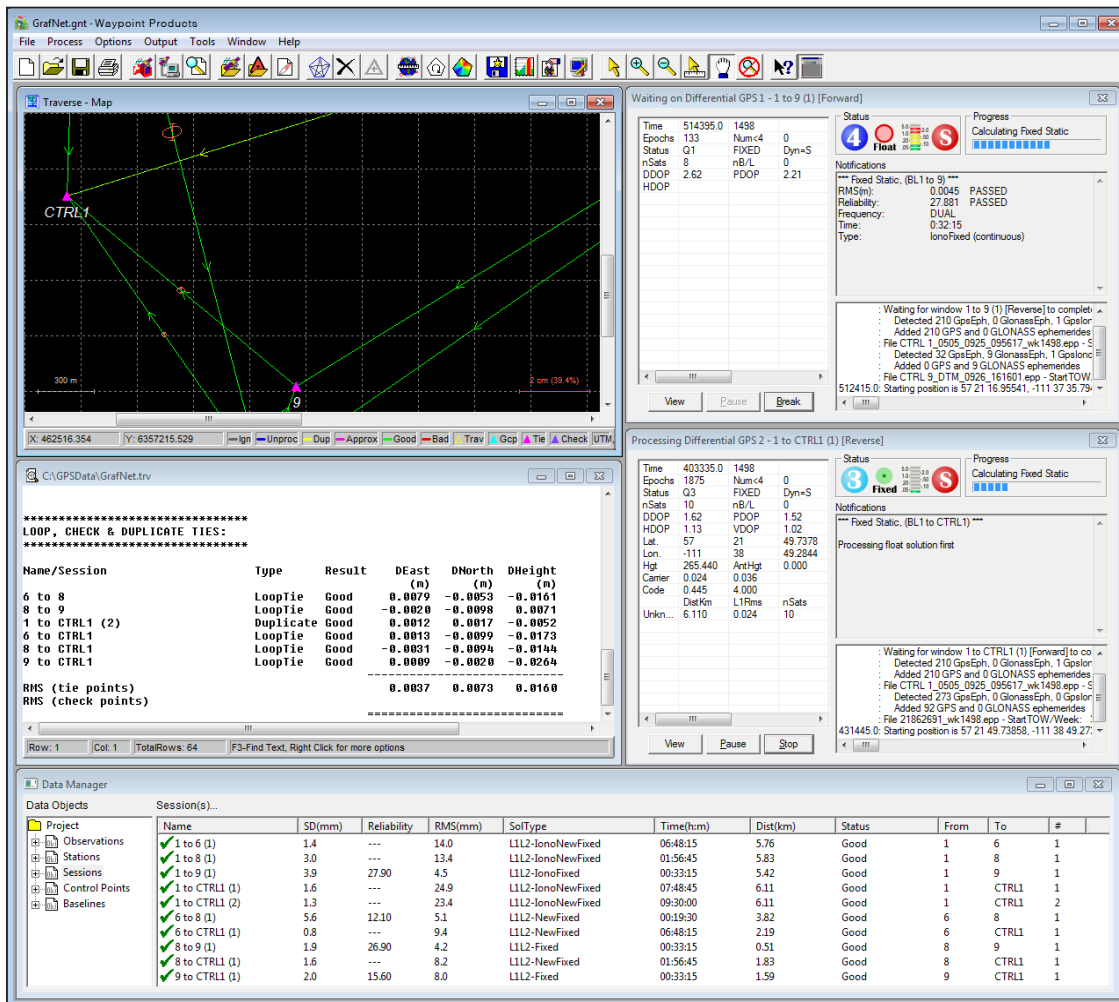 GrafNet.gnt - Waypoint Products
File Process Options Output Tools Window Help
Traverse - Map
CTRL1
9
300 m
2 cm (39.4%)
X: 462516.354 Y: 6357215.529 Ign Unproc Dup Approx Good Bad Trav Gcp Tie Check UTM,
C:\GPSData\GrafNet.trv
********************************
LOOP, CHECK & DUPLICATE TIES:
********************************
Name/Session Type Result DEast DNorth DHeight
(m) (m) (m)
6 to 8 LoopTie Good 0.0079 -0.0053 -0.0161
8 to 9 LoopTie Good -0.0020 -0.0098 0.0071
1 to CTRL1 (2) Duplicate Good 0.0012 0.0017 -0.0052
6 to CTRL1 LoopTie Good 0.0013 -0.0099 -0.0173
8 to CTRL1 LoopTie Good -0.0031 -0.0094 -0.0144
9 to CTRL1 LoopTie Good 0.0009 -0.0020 -0.0264
RMS (tie points) 0.0037 0.0073 0.0160
RMS (check points)
Row: 1 Col: 1 TotalRows: 64 F3-Find Text, Right Click for more options
Waiting on Differential GPS 1 - 1 to 9 (1) [Forward]
Time 514395.0 1498
Epochs 133 Num<4 0
Status Q1 FIXED Dyn=S
nSats 8 nB/L 0
DDOP 2.62 PDOP 2.21
HDOP
View Pause Break
Status
4 Float S
Progress
Calculating Fixed Static
Notifications
*** Fixed Static, (BL1 to 9) ***
RMS(m): 0.0045 PASSED
Reliability: 27.881 PASSED
Frequency: DUAL
Time: 0:32:15
Type: IonoFixed (continuous)
: Waiting for window 1 to 9 (1) [Reverse] to complet
: Detected 210 GpsEph, 0 GlonassEph, 1 GpsIono
: Added 210 GPS and 0 GLONASS ephemerides
: File CTRL 1_0505_0925_095617_wk1498.epp - S
: Detected 32 GpsEph, 9 GlonassEph, 0 GpsIonc
: Added 0 GPS and 9 GLONASS ephemerides
: File CTRL 9_DTM_0926_161601.epp - StartTOW
512415.0: Starting position is 57 21 16.95541, -111 37 35.794
Processing Differential GPS 2 - 1 to CTRL1 (1) [Reverse]
Time 403335.0 1498
Epochs 1875 Num<4 0
Status Q3 FIXED Dyn=S
nSats 10 nB/L 0
DDOP 1.62 PDOP 1.52
HDOP 1.13 VDOP 1.02
Lat. 57 21 49.7378
Lon. -111 38 49.2844
Hgt 265.440 AntHgt 0.000
Carrier 0.024 0.036
Code 0.445 4.000
DistKm L1Rms nSats
Unkn... 6.110 0.024 10
View Pause Stop
Status
3 Fixed S
Progress
Calculating Fixed Static
Notifications
*** Fixed Static, (BL1 to CTRL1) ***
Processing float solution first
: Waiting for window 1 to CTRL1 (1) [Forward] to co
: Detected 210 GpsEph, 0 GlonassEph, 1 GpsIon
: Added 210 GPS and 0 GLONASS ephemerides
: File CTRL 1_0505_0925_095617_wk1498.epp - S
: Detected 273 GpsEph, 0 GlonassEph, 1 GpsIon
: Added 92 GPS and 0 GLONASS ephemerides
: File 21862691_wk1498.epp - StartTOW/Week:
431445.0: Starting position is 57 21 49.73858, -111 38 49.27
Data Manager
Data Objects Session(s)...
Project
Observations
Stations
Sessions
Control Points
Baselines
Name SD(mm) Reliability RMS(mm) SolType Time(h:m) Dist(km) Status From To #
1 to 6 (1) 1.4 --- 14.0 L1L2-IonoNewFixed 06:48:15 5.76 Good 1 6 1
1 to 8 (1) 3.0 --- 13.4 L1L2-IonoNewFixed 01:56:45 5.83 Good 1 8 1
1 to 9 (1) 3.9 27.90 4.5 L1L2-IonoFixed 00:33:15 5.42 Good 1 9 1
1 to CTRL1 (1) 1.6 --- 24.9 L1L2-IonoNewFixed 07:48:45 6.11 Good 1 CTRL1 1
1 to CTRL1 (2) 1.3 --- 23.4 L1L2-IonoNewFixed 09:30:00 6.11 Good 1 CTRL1 2
6 to 8 (1) 5.6 12.10 5.1 L1L2-NewFixed 00:19:30 3.82 Good 6 8 1
6 to CTRL1 (1) 0.8 --- 9.4 L1L2-NewFixed 06:48:15 2.19 Good 6 CTRL1 1
8 to 9 (1) 1.9 26.90 4.2 L1L2-Fixed 00:33:15 0.51 Good 8 9 1
8 to CTRL1 (1) 1.6 --- 8.2 L1L2-NewFixed 01:56:45 1.83 Good 8 CTRL1 1
9 to CTRL1 (1) 2.0 15.60 8.0 L1L2-Fixed 00:33:15 1.59 Good 9 CTRL1 1